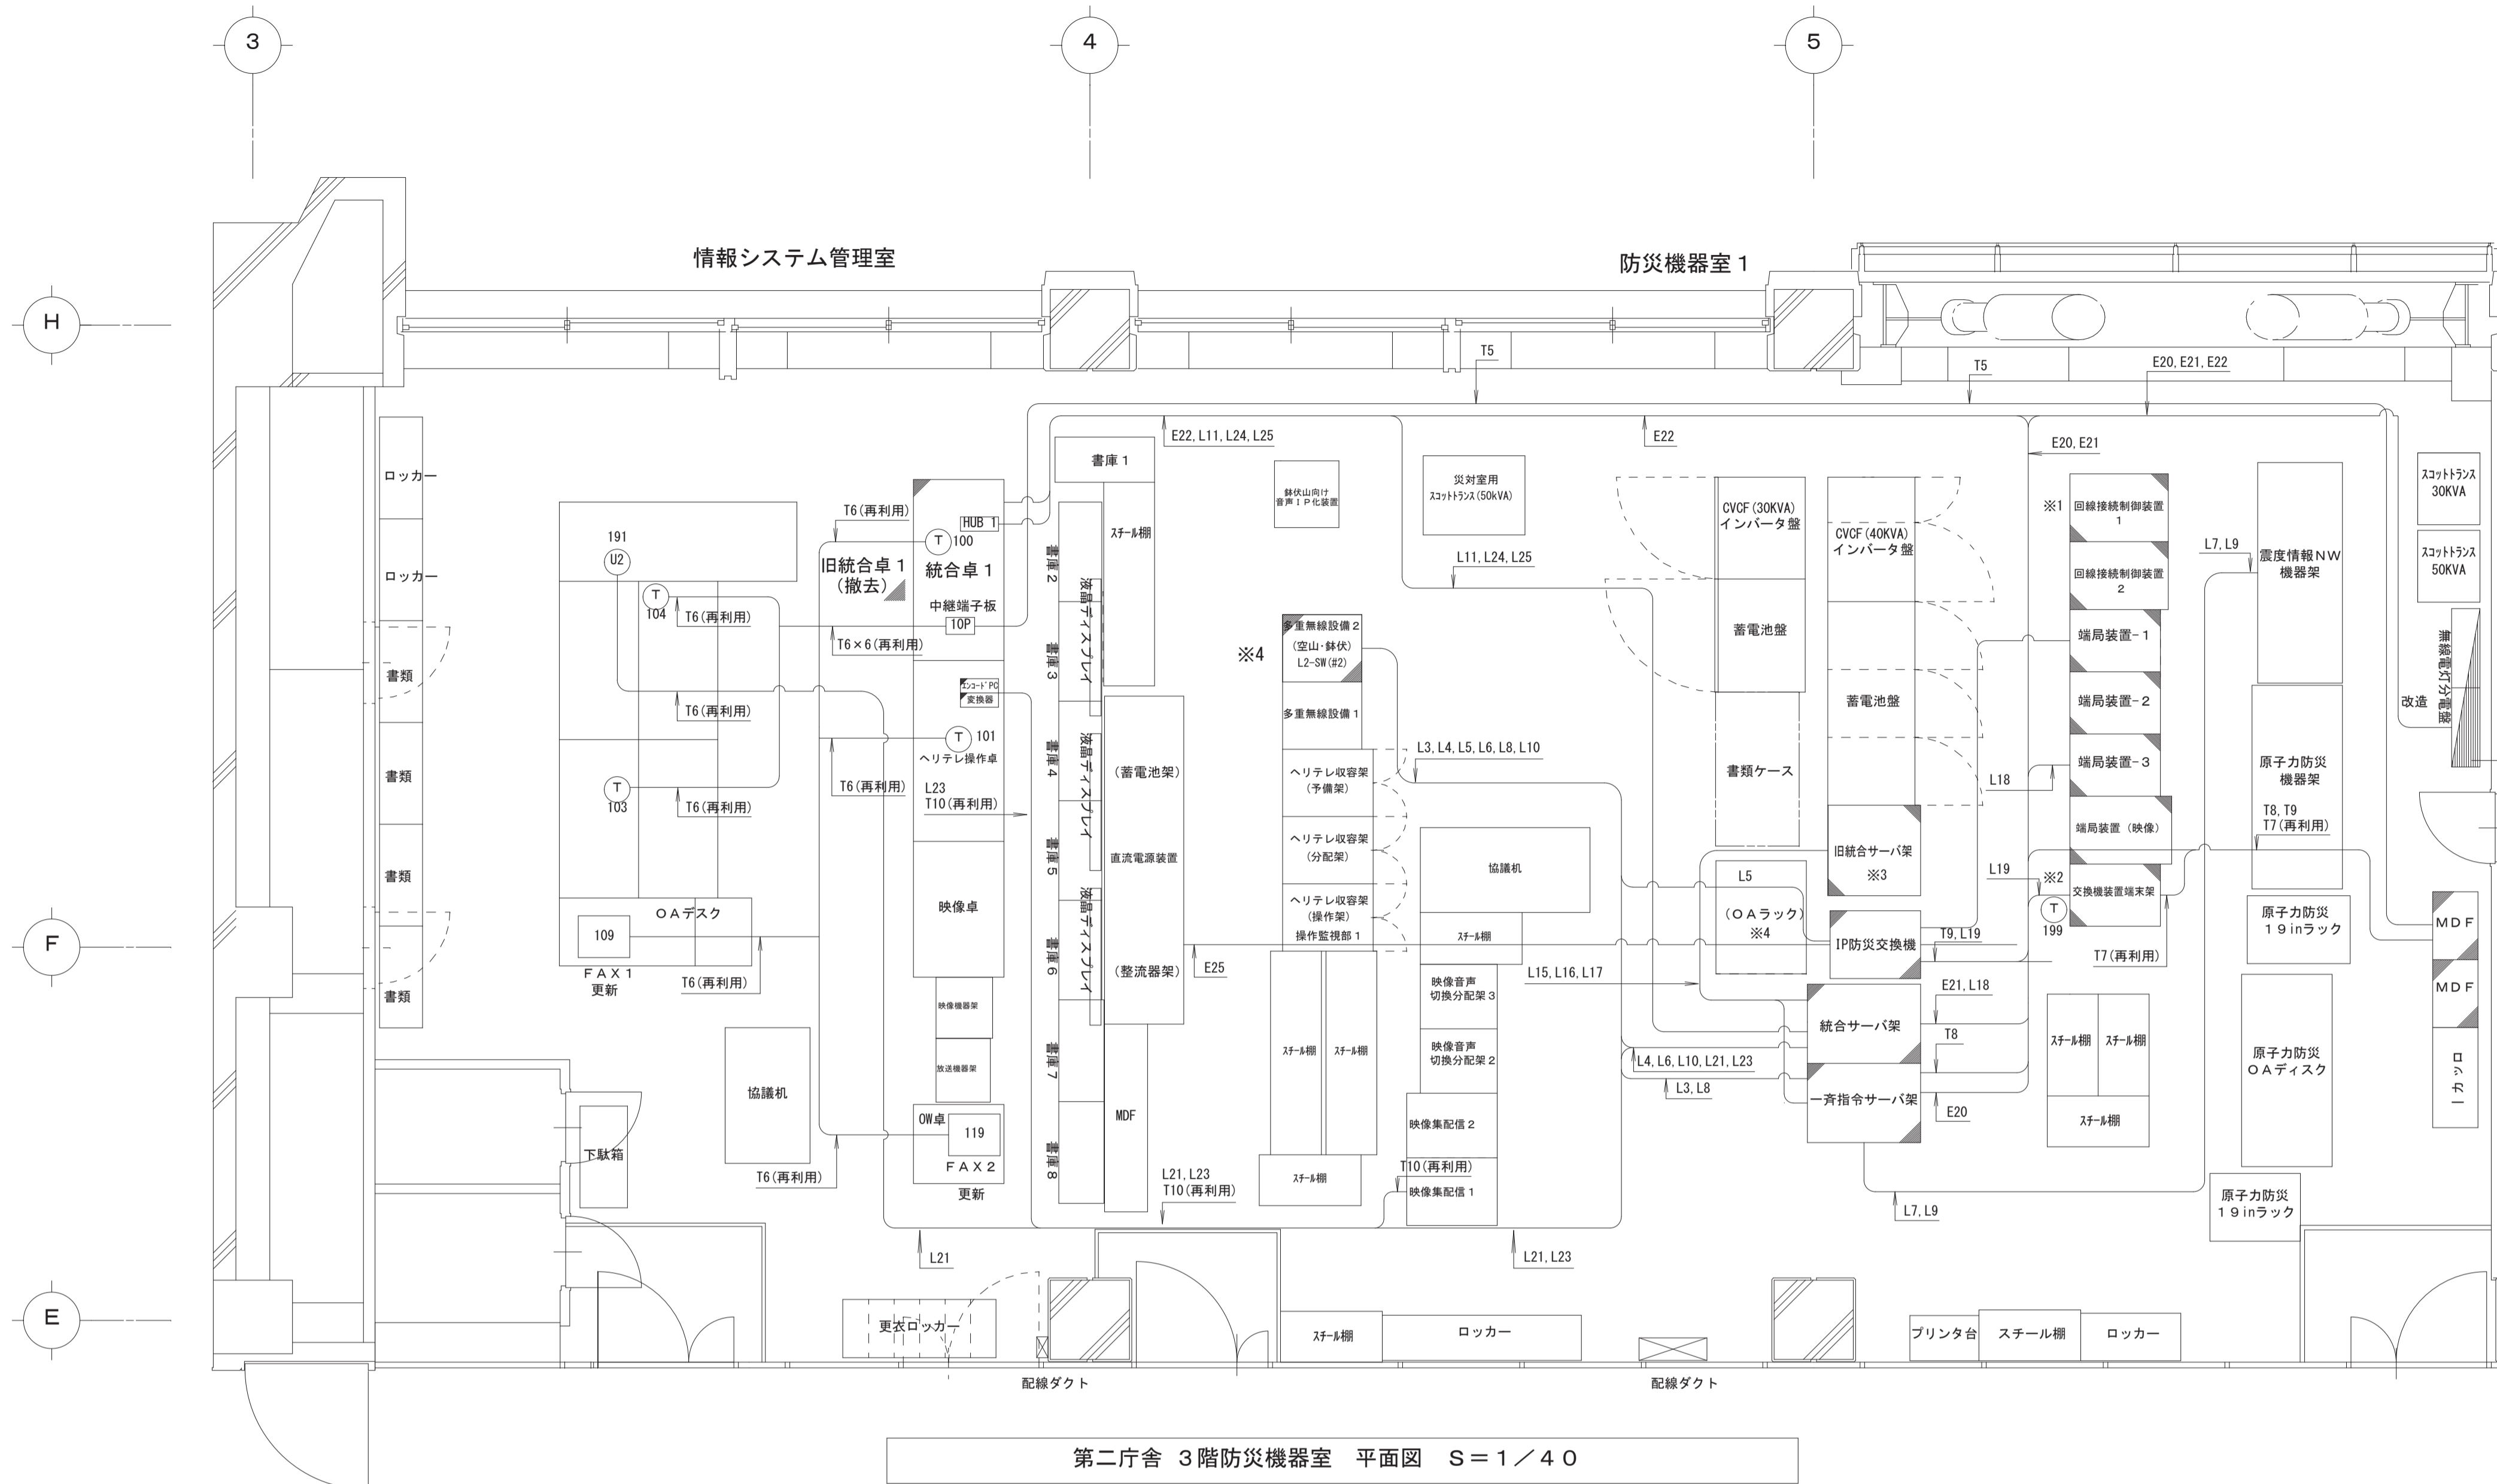 3
4
5
H
F
E
情報システム管理室
防災機器室1
T5
T5
E20, E21, E22
E22, L11, L24, L25
E22
E20, E21
ロッカー
ロッカー
書類
書類
書類
書類
191
U2
T
104
T6(再利用)
T6(再利用)
T
103
T6(再利用)
OAデスク
109
FAX1
更新
T6(再利用)
T6(再利用)
旧統合卓1
(撤去)
T6×6(再利用)
T6(再利用)
HUB 1
T
100
統合卓1
中継端子板
10P
エンコードPC
変換器
T
101
ヘリテレ操作卓
L23
T10(再利用)
映像卓
映像機器架
放送機器架
OW卓
119
FAX2
更新
T6(再利用)
協議机
下駄箱
更衣ロッカー
L21
書庫1
スチール棚
書庫2
書庫3
書庫4
書庫5
書庫6
書庫7
書庫8
液晶ディスプレイ
液晶ディスプレイ
液晶ディスプレイ
(蓄電池架)
直流電源装置
(整流器架)
MDF
L21, L23
T10(再利用)
鉢伏山向け
音声IP化装置
災対室用
スコットトランス(50kVA)
L11, L24, L25
※4
多重無線設備2
(空山・鉢伏)
L2-SW(#2)
多重無線設備1
ヘリテレ収容架
(予備架)
ヘリテレ収容架
(分配架)
ヘリテレ収容架
(操作架)
操作監視部1
L3, L4, L5, L6, L8, L10
E25
協議机
スチール棚
映像音声
切換分配架3
映像音声
切換分配架2
映像集配信2
映像集配信1
T10(再利用)
スチール棚
スチール棚
スチール棚
L21, L23
スチール棚
ロッカー
CVCF(30KVA)
インバータ盤
蓄電池盤
書類ケース
CVCF(40KVA)
インバータ盤
蓄電池盤
旧統合サーバ架
※3
L5
(OAラック)
※4
IP防災交換機
T9, L19
L15, L16, L17
統合サーバ架
E21, L18
T8
一斉指令サーバ架
E20
L4, L6, L10, L21, L23
L3, L8
L7, L9
※1
回線接続制御装置
1
回線接続制御装置
2
端局装置-1
端局装置-2
端局装置-3
L18
端局装置(映像)
L19
※2
交換機装置端末架
T
199
T7(再利用)
L7, L9
震度情報NW
機器架
原子力防災
機器架
T8, T9
T7(再利用)
原子力防災
19inラック
原子力防災
OAディスク
原子力防災
19inラック
スチール棚
スチール棚
スチール棚
スコットトランス
30KVA
スコットトランス
50KVA
無線電灯分電盤
改造
MDF
MDF
ロッカー
プリンタ台
スチール棚
ロッカー
配線ダクト
配線ダクト
第二庁舎 3階防災機器室 平面図 S=1/40